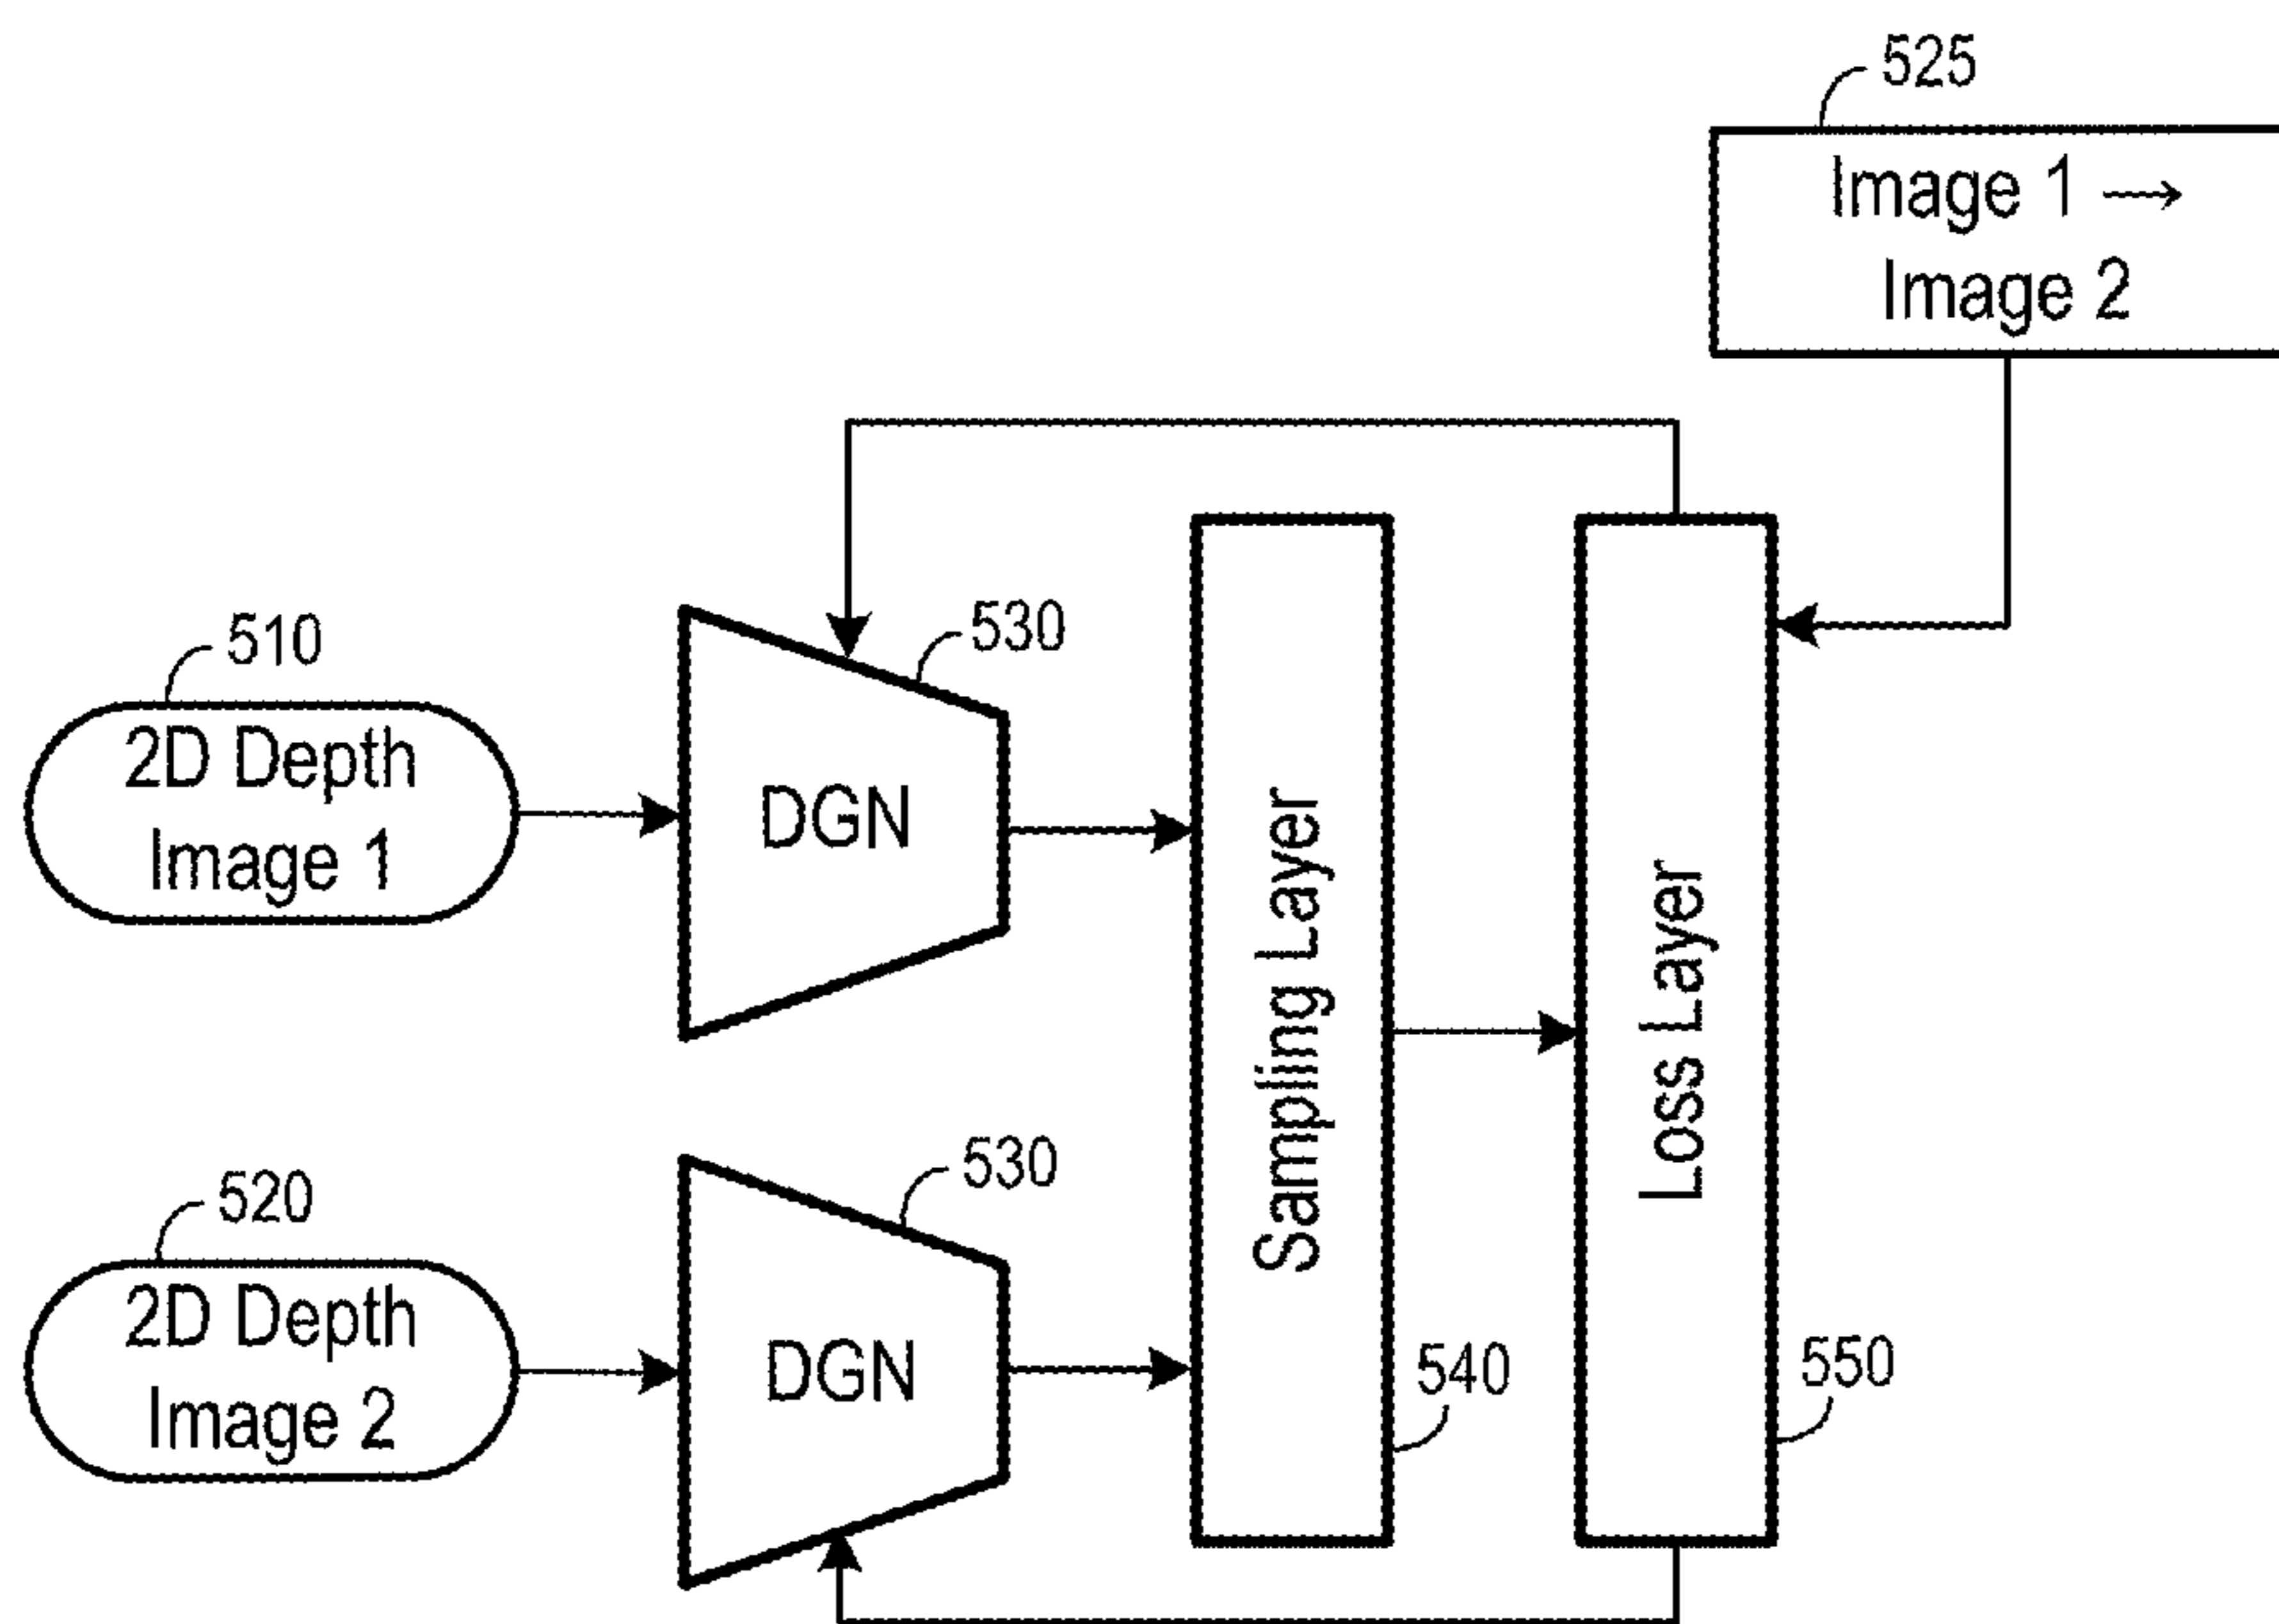 525
Image 1 →
Image 2
510
2D Depth
Image 1
530
DGN
Sampling Layer
Loss Layer
520
2D Depth
Image 2
530
DGN
540
550